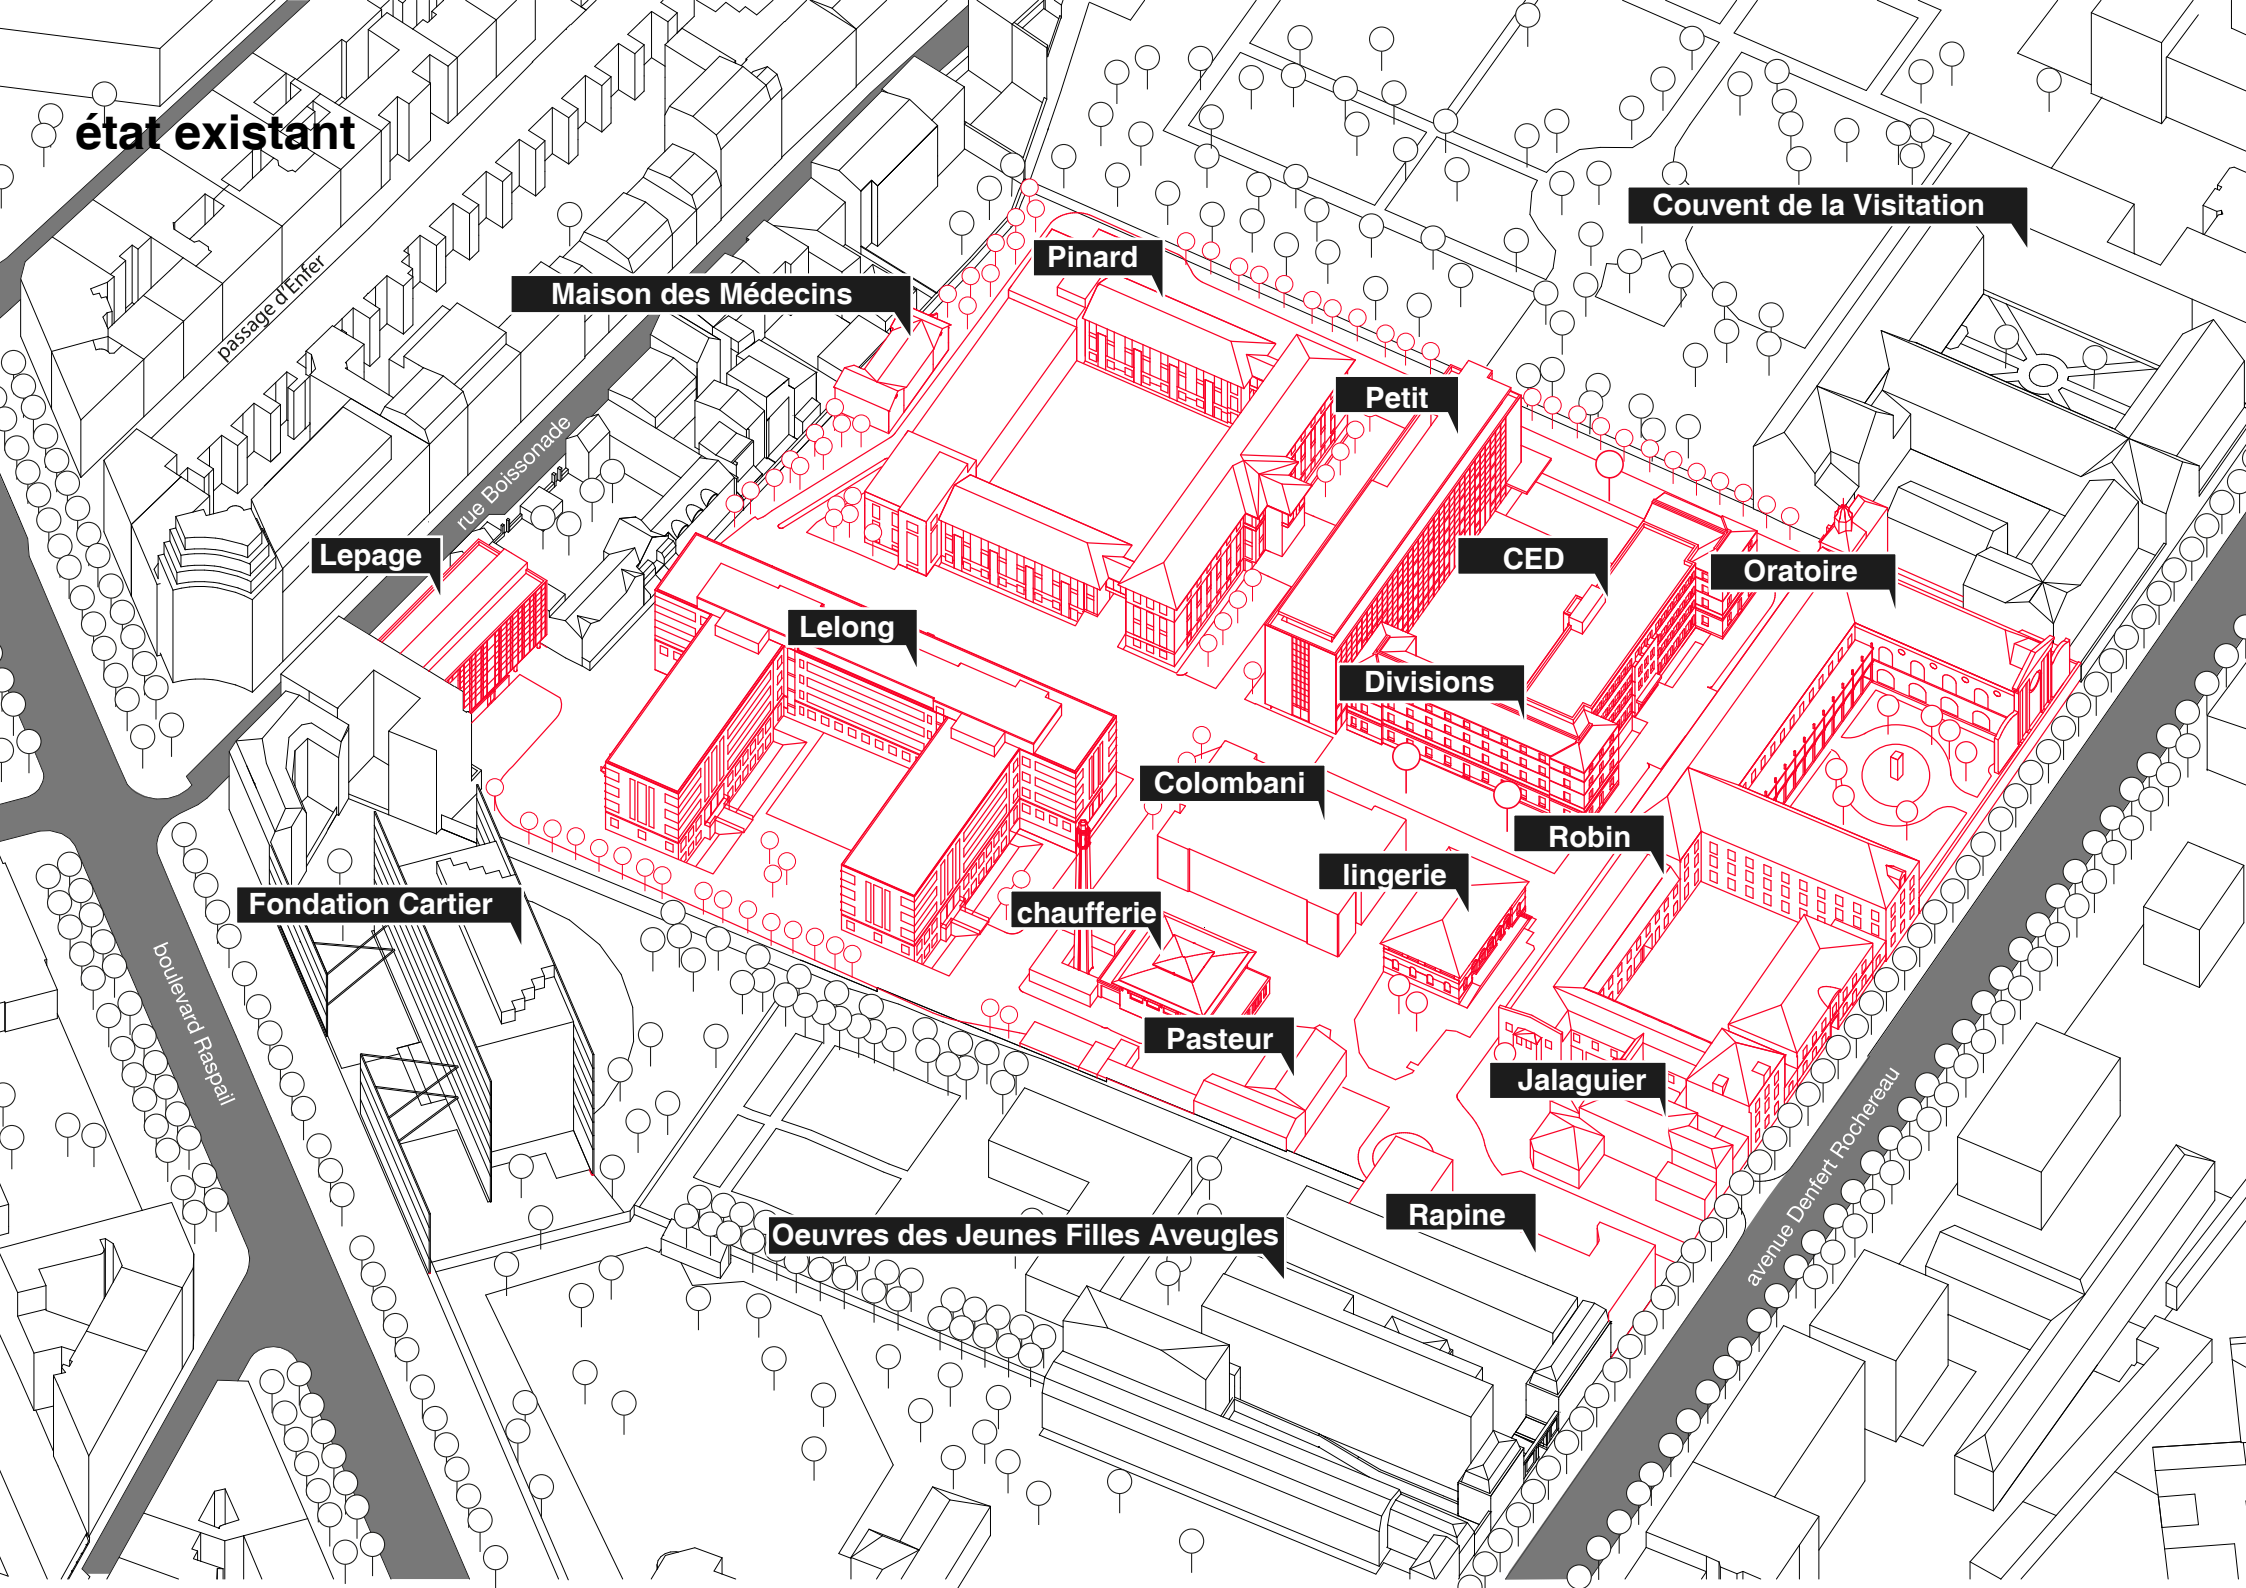 état existant
Couvent de la Visitation
Pinard
passage d'Enfer
Maison des Médecins
Petit
rue Boissonade
Lepage
CED
Oratoire
Lelong
Divisions
Colombani
Robin
lingerie
Fondation Cartier
chaufferie
boulevard Raspail
Pasteur
Jalaguier
avenue Denfert Rochereau
Rapine
Oeuvres des Jeunes Filles Aveugles